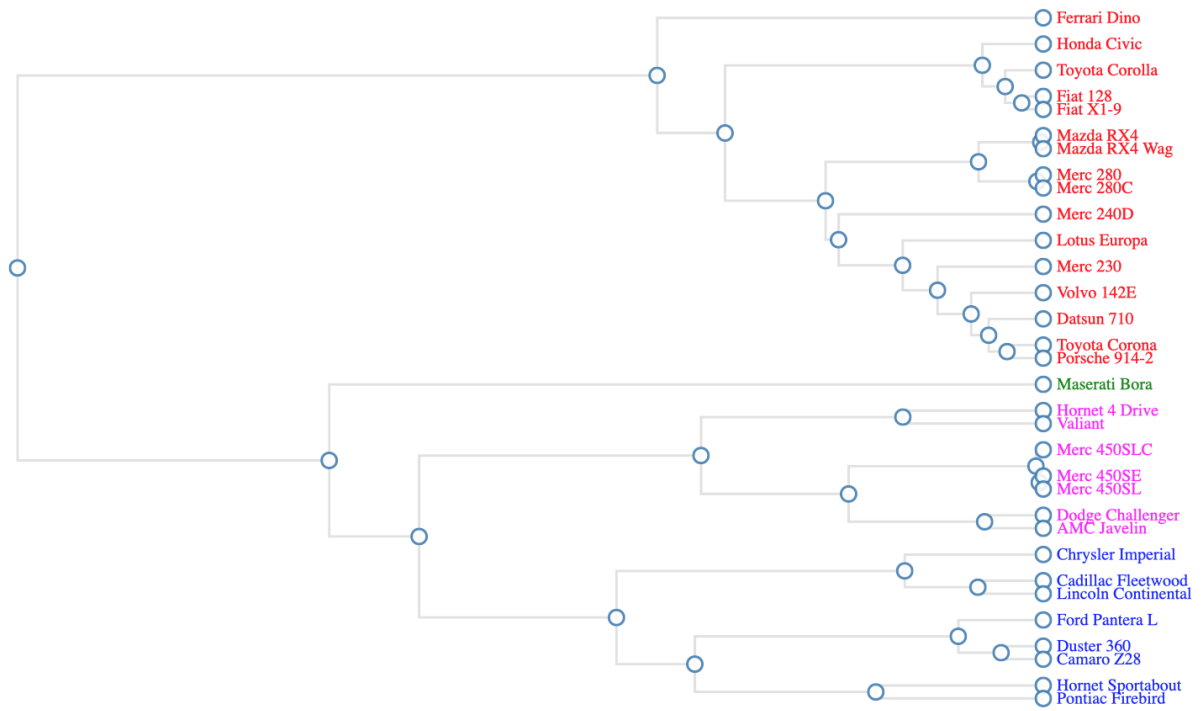 Ferrari Dino
Honda Civic
Toyota Corolla
Fiat 128
Fiat X1-9
Mazda RX4
Mazda RX4 Wag
Merc 280
Merc 280C
Merc 240D
Lotus Europa
Merc 230
Volvo 142E
Datsun 710
Toyota Corona
Porsche 914-2
Maserati Bora
Hornet 4 Drive
Valiant
Merc 450SLC
Merc 450SE
Merc 450SL
Dodge Challenger
AMC Javelin
Chrysler Imperial
Cadillac Fleetwood
Lincoln Continental
Ford Pantera L
Duster 360
Camaro Z28
Hornet Sportabout
Pontiac Firebird